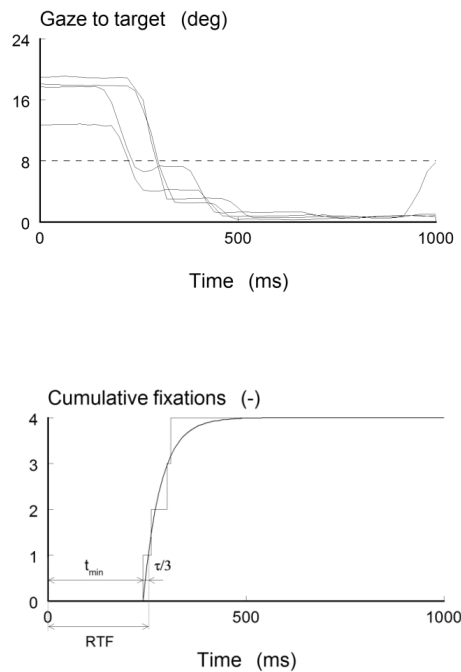 Gaze to target (deg)
24
16
8
0
0 500 1000
Time (ms)
Cumulative fixations (-)
4
3
2
1
0
t_min τ/3
0 500 1000
RTF
Time (ms)